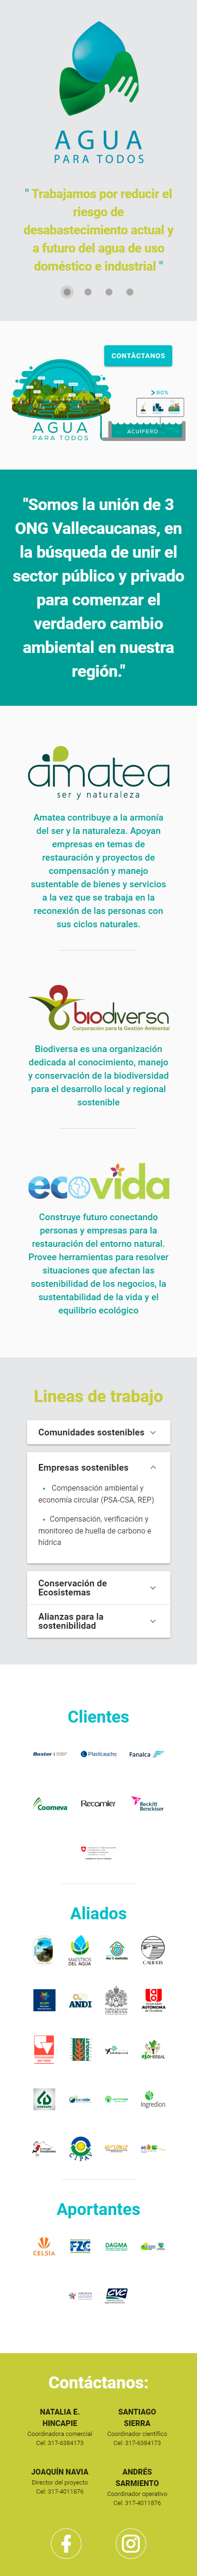 AGUA
PARA TODOS
" Trabajamos por reducir el
riesgo de
desabastecimiento actual y
a futuro del agua de uso
doméstico e industrial "
CONTÁCTANOS
90%
AGUA
PARA TODOS
ACUIFERO
"Somos la unión de 3
ONG Vallecaucanas, en
la búsqueda de unir el
sector público y privado
para comenzar el
verdadero cambio
ambiental en nuestra
región."
amatea
ser y naturaleza
Amatea contribuye a la armonía
del ser y la naturaleza. Apoyan
empresas en temas de
restauración y proyectos de
compensación y manejo
sustentable de bienes y servicios
a la vez que se trabaja en la
reconexión de las personas con
sus ciclos naturales.
biodiversa
Corporación para la Gestión Ambiental
Biodiversa es una organización
dedicada al conocimiento, manejo
y conservación de la biodiversidad
para el desarrollo local y regional
sostenible
ecovida
Construye futuro conectando
personas y empresas para la
restauración del entorno natural.
Provee herramientas para resolver
situaciones que afectan las
sostenibilidad de los negocios, la
sustentabilidad de la vida y el
equilibrio ecológico
Lineas de trabajo
Comunidades sostenibles
Empresas sostenibles
• Compensación ambiental y
economía circular (PSA-CSA, REP)
• Compensación, verificación y
monitoreo de huella de carbono e
hídrica
Conservación de
Ecosistemas
Alianzas para la
sostenibilidad
Clientes
Baxter
Plasticaucho
Fanalca
Coomeva
Recamier
Reckitt
Benckiser
Aliados
MAESTROS
DEL AGUA
ANDI
AUTÓNOMA
Ingredion
Aportantes
CELSIA
FZC
DAGMA
CVC
Contáctanos:
NATALIA E.
HINCAPIE
Coordinadora comercial
Cel: 317-6384173
SANTIAGO
SIERRA
Coordinador científico
Cel: 317-6384173
JOAQUÍN NAVIA
Director del proyecto
Cel: 317-4011876
ANDRÉS
SARMIENTO
Coordinador operativo
Cel: 317-4011876